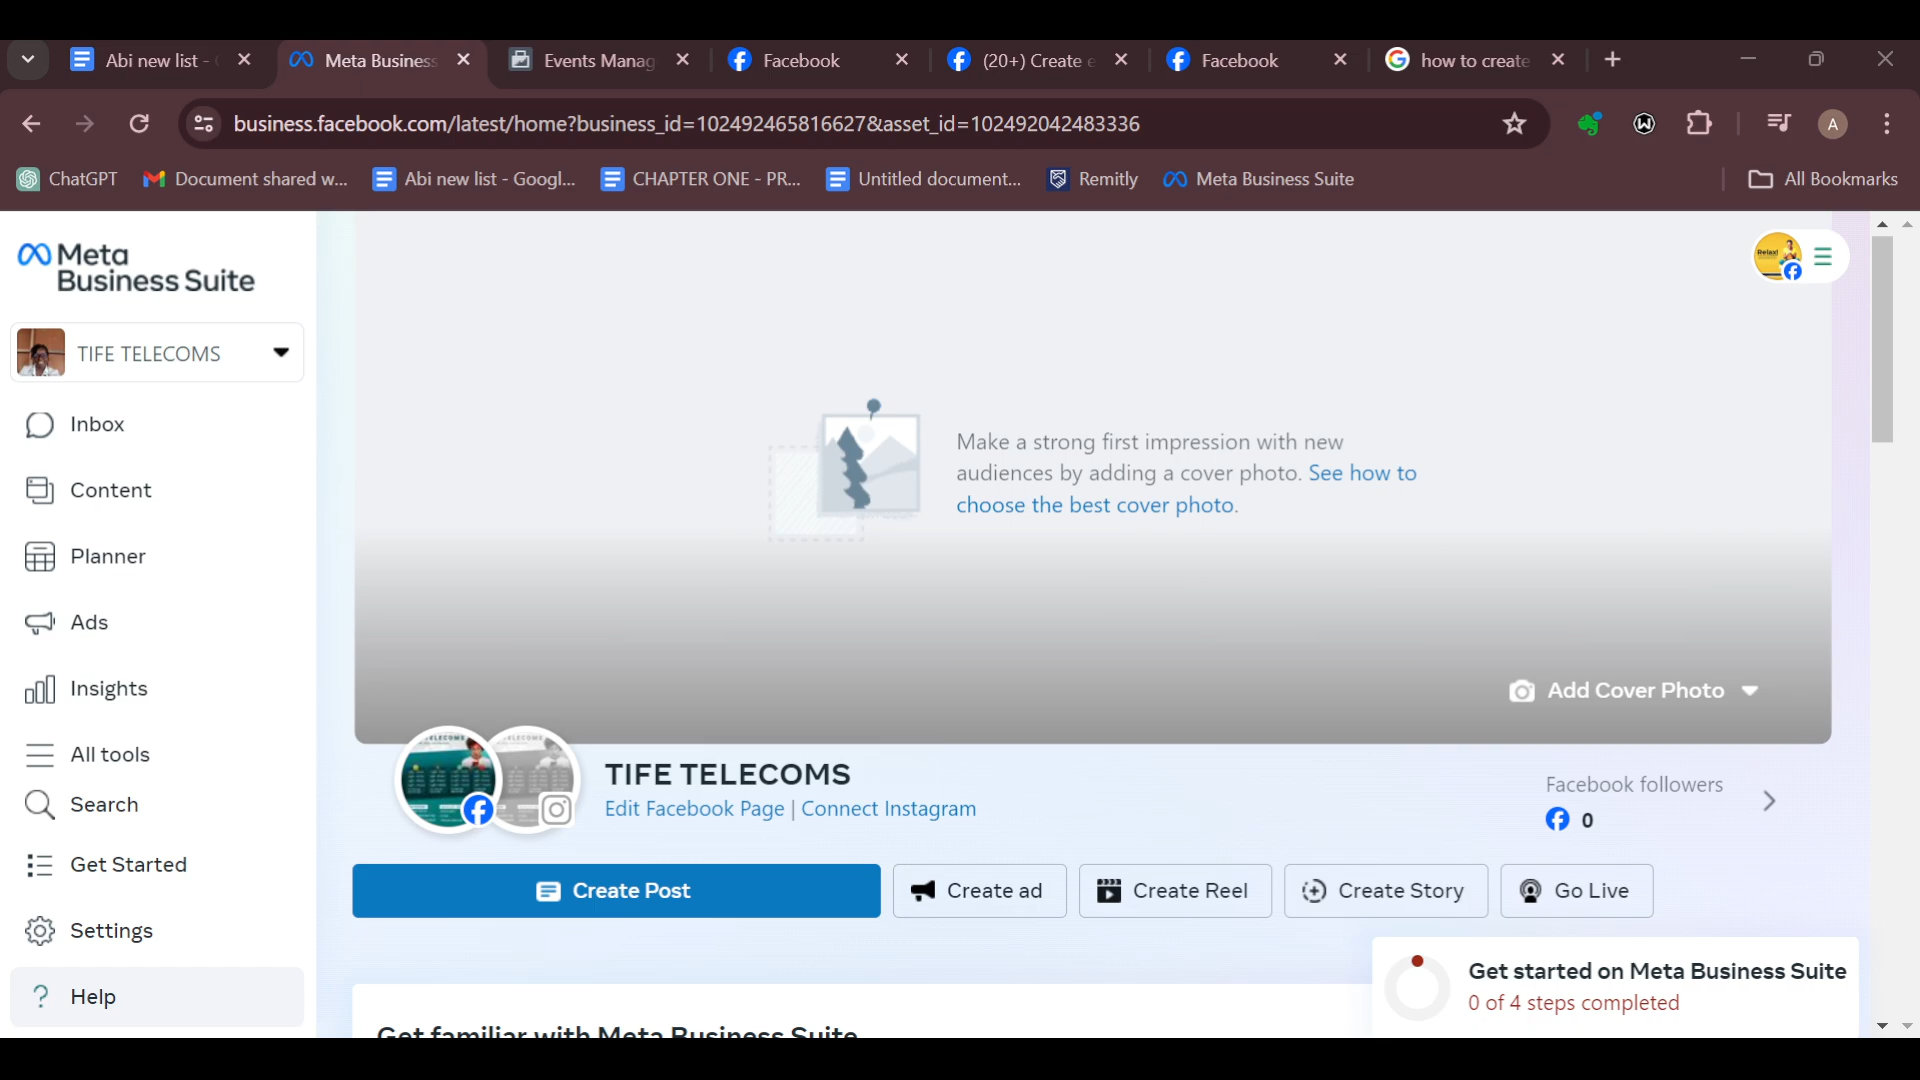 Abi new list -
Meta Business
Events Manag
Facebook
(20+) Create e
Facebook
how to create
business.facebook.com/latest/home?business_id=102492465816627&asset_id=102492042483336
A
ChatGPT
Document shared w...
Abi new list - Googl...
CHAPTER ONE - PR...
Untitled document...
Remitly
Meta Business Suite
All Bookmarks
Meta
Business Suite
TIFE TELECOMS
Inbox
Content
Planner
Ads
Insights
All tools
Search
Get Started
Settings
Help
Relax!
Make a strong first impression with new
audiences by adding a cover photo. See how to
choose the best cover photo.
Add Cover Photo
TIFE TELECOMS
Edit Facebook Page | Connect Instagram
Facebook followers
0
Create Post
Create ad
Create Reel
Create Story
Go Live
Get started on Meta Business Suite
0 of 4 steps completed
Get familiar with Meta Business Suite